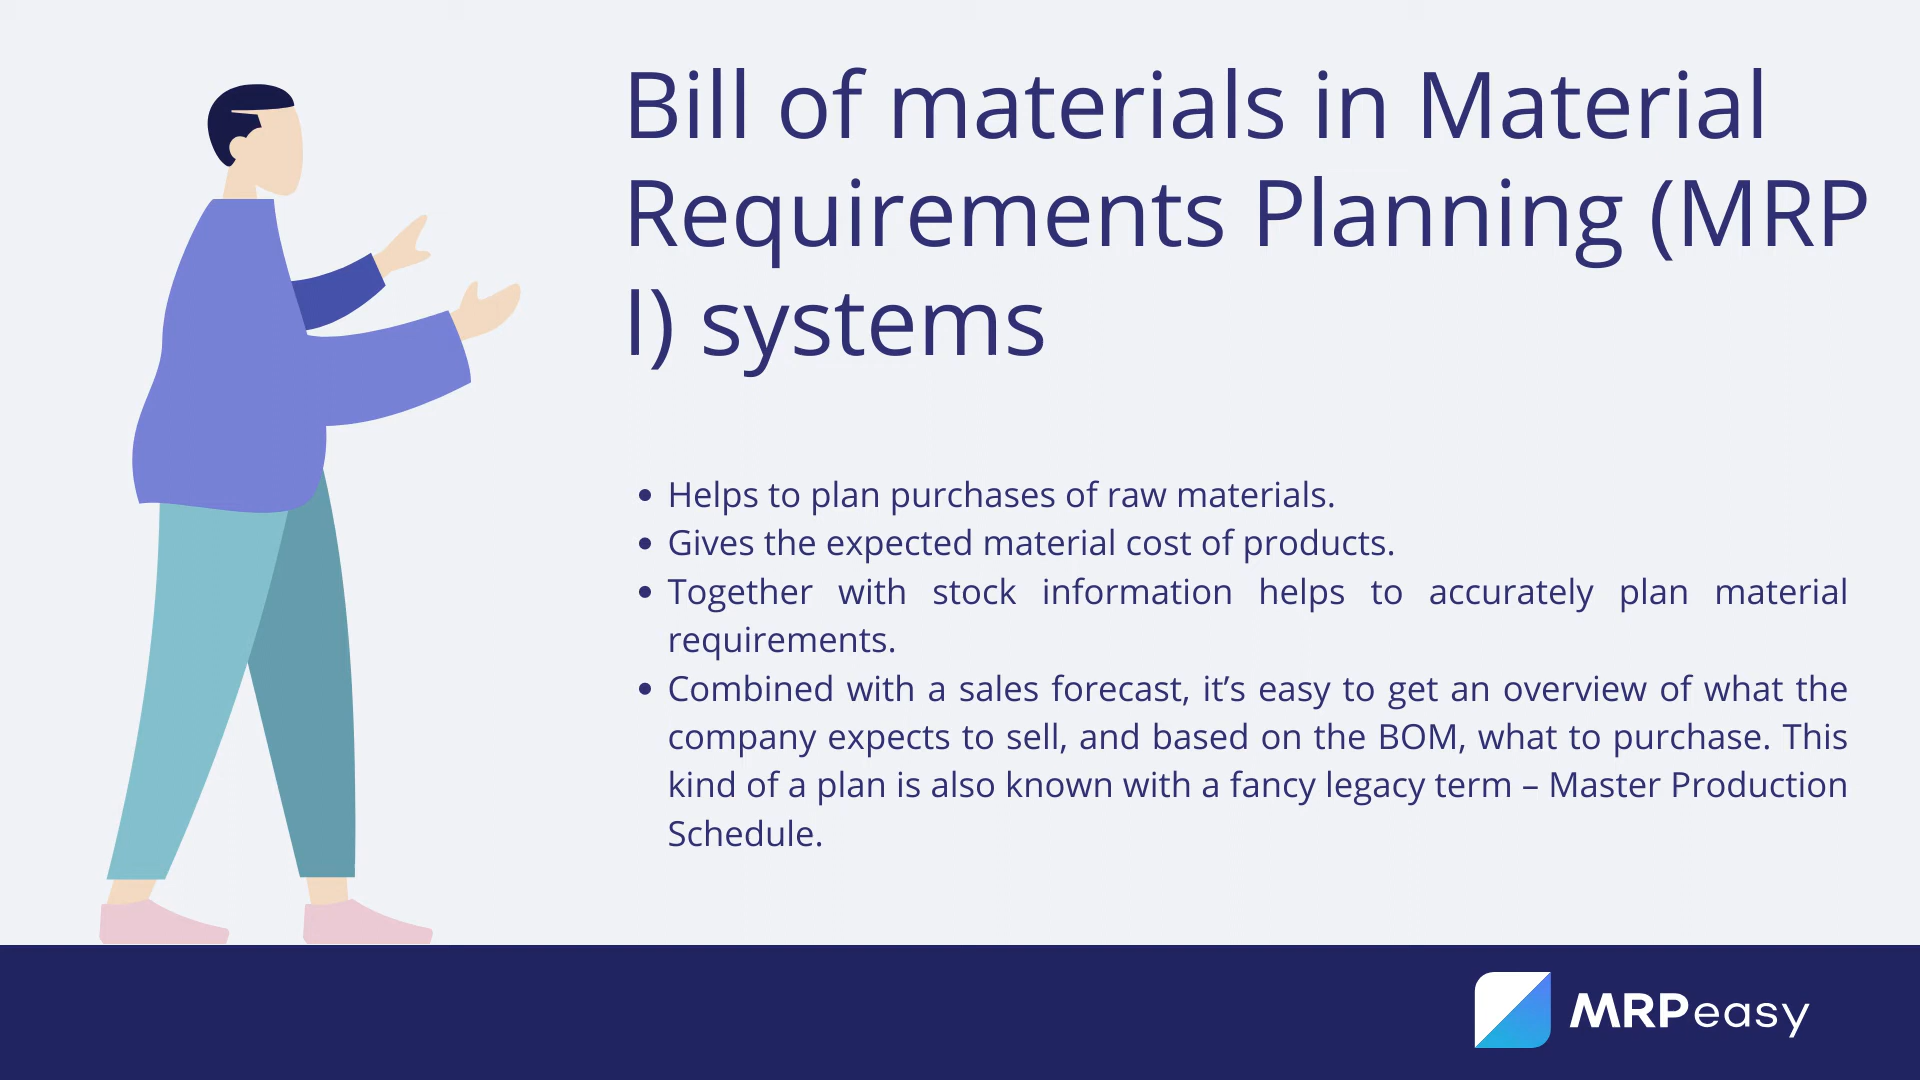 Bill of materials in Material
Requirements Planning (MRP
I) systems
• Helps to plan purchases of raw materials.
• Gives the expected material cost of products.
• Together with stock information helps to accurately plan material
requirements.
• Combined with a sales forecast, it’s easy to get an overview of what the
company expects to sell, and based on the BOM, what to purchase. This
kind of a plan is also known with a fancy legacy term – Master Production
Schedule.
MRPeasy